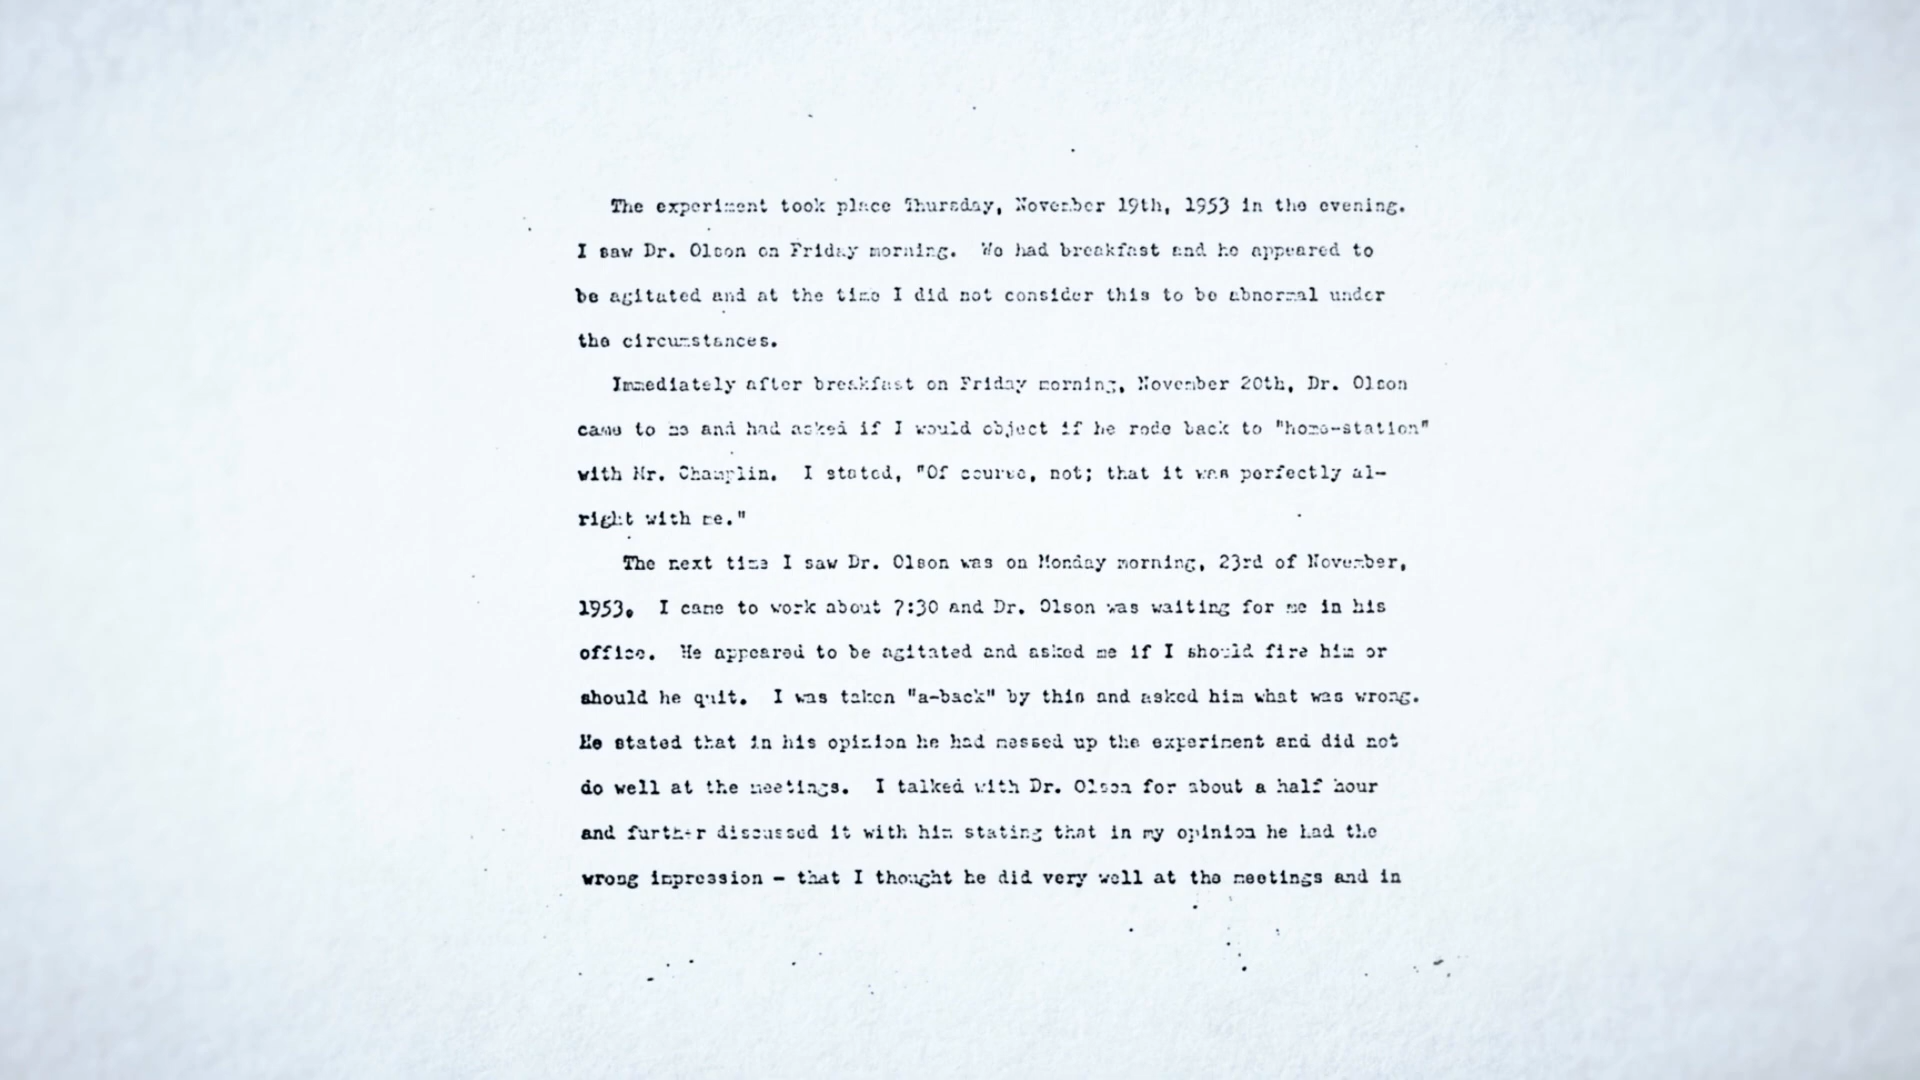 The experiment took place Thursday, November 19th, 1953 in the evening.
I saw Dr. Olson on Friday morning. We had breakfast and he appeared to
be agitated and at the time I did not consider this to be abnormal under
the circumstances.
Immediately after breakfast on Friday morning, November 20th, Dr. Olson
came to me and had asked if I would object if he rode back to "home-station"
with Mr. Champlin. I stated, "Of course, not; that it was perfectly al-
right with me."
The next time I saw Dr. Olson was on Monday morning, 23rd of November,
1953. I came to work about 7:30 and Dr. Olson was waiting for me in his
office. He appeared to be agitated and asked me if I should fire him or
should he quit. I was taken "a-back" by this and asked him what was wrong.
He stated that in his opinion he had messed up the experiment and did not
do well at the meetings. I talked with Dr. Olson for about a half hour
and further discussed it with him stating that in my opinion he had the
wrong impression - that I thought he did very well at the meetings and in